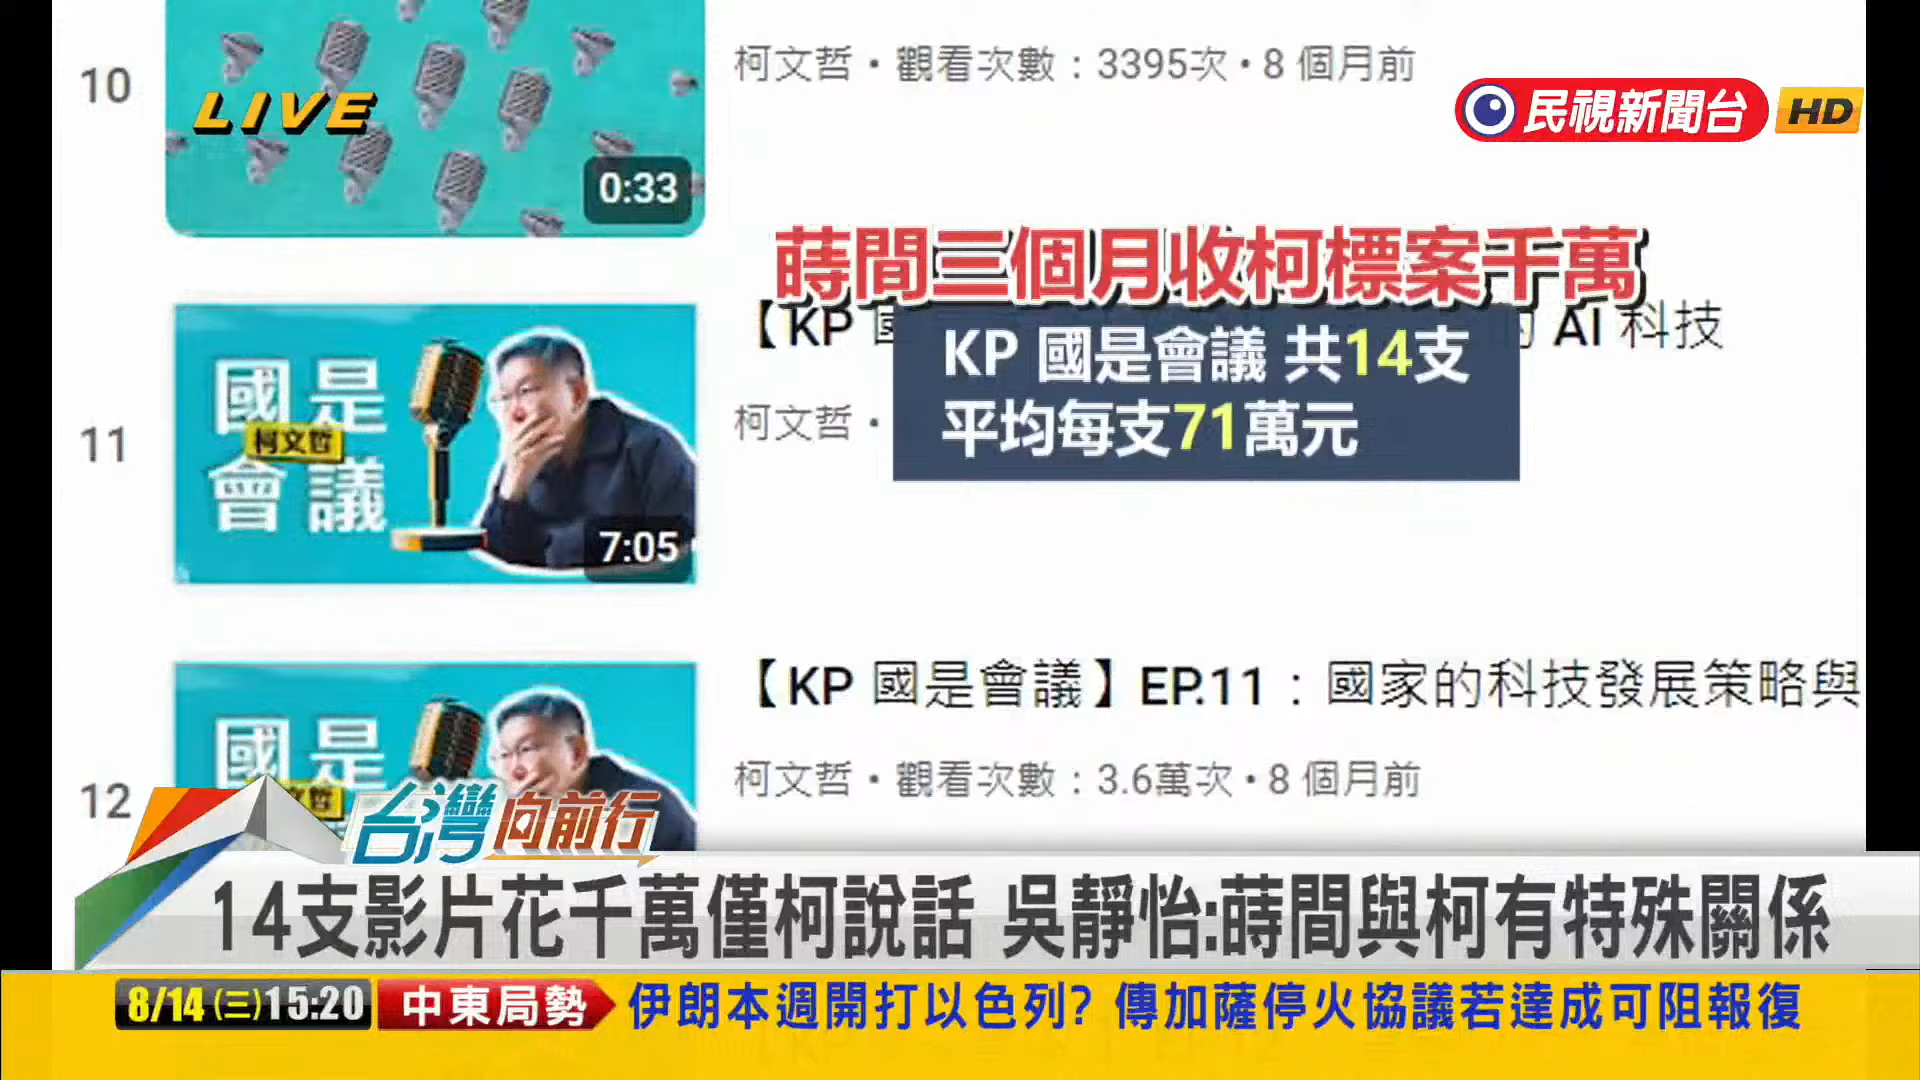 10
柯文哲・觀看次數：3395次・8 個月前
LIVE
民視新聞台 HD
0:33
蒔間三個月收柯標案千萬
【KP 國
的 AI 科技
KP 國是會議 共14支
平均每支71萬元
11
國是
柯文哲
會議
柯文哲・
7:05
【KP 國是會議】EP.11：國家的科技發展策略與
國是
柯文哲・觀看次數：3.6萬次・8 個月前
12
台灣向前行
14支影片花千萬僅柯說話 吳靜怡:蒔間與柯有特殊關係
8/14(三)15:20 中東局勢 伊朗本週開打以色列? 傳加薩停火協議若達成可阻報復